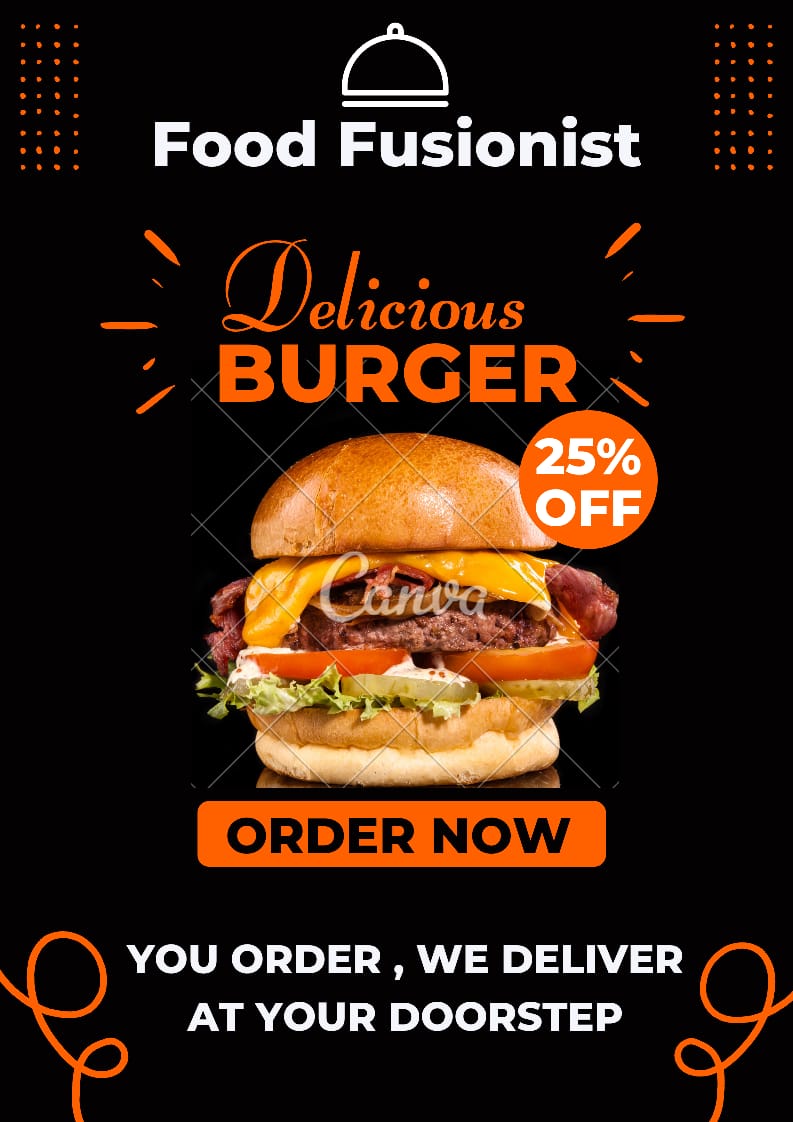 Food Fusionist
Delicious
BURGER
25%
OFF
Canva
ORDER NOW
YOU ORDER , WE DELIVER
AT YOUR DOORSTEP